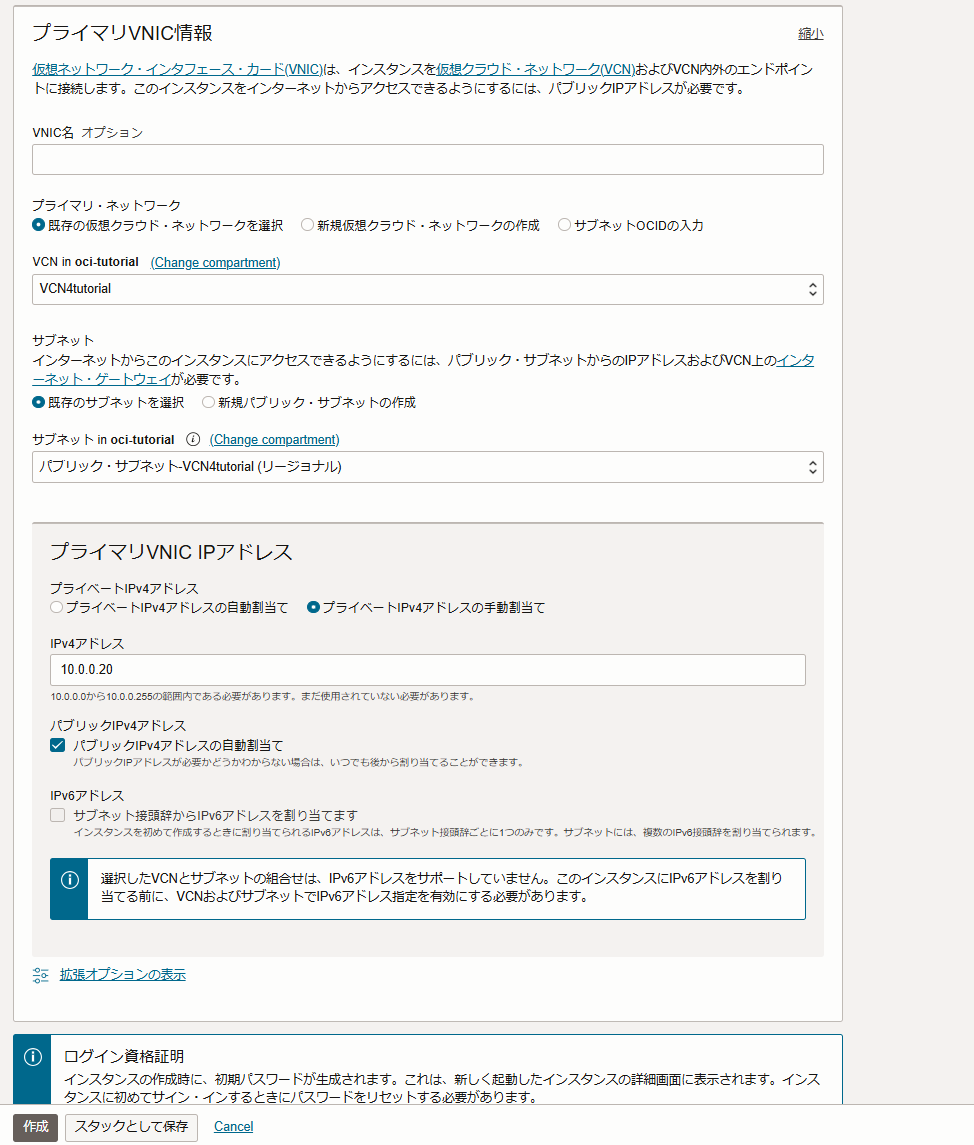 プライマリVNIC情報
縮小
仮想ネットワーク・インタフェース・カード(VNIC)は、インスタンスを仮想クラウド・ネットワーク(VCN)およびVCN内外のエンドポイン
トに接続します。このインスタンスをインターネットからアクセスできるようにするには、パブリックIPアドレスが必要です。
VNIC名 オプション
プライマリ・ネットワーク
既存の仮想クラウド・ネットワークを選択 新規仮想クラウド・ネットワークの作成 サブネットOCIDの入力
VCN in oci-tutorial (Change compartment)
VCN4tutorial
サブネット
インターネットからこのインスタンスにアクセスできるようにするには、パブリック・サブネットからのIPアドレスおよびVCN上のインタ
ーネット・ゲートウェイが必要です。
既存のサブネットを選択 新規パブリック・サブネットの作成
サブネット in oci-tutorial (Change compartment)
パブリック・サブネット-VCN4tutorial (リージョナル)
プライマリVNIC IPアドレス
プライベートIPv4アドレス
プライベートIPv4アドレスの自動割当て プライベートIPv4アドレスの手動割当て
IPv4アドレス
10.0.0.20
10.0.0.0から10.0.0.255の範囲内である必要があります。まだ使用されていない必要があります。
パブリックIPv4アドレス
パブリックIPv4アドレスの自動割当て
パブリックIPアドレスが必要かどうかわからない場合は、いつでも後から割り当てることができます。
IPv6アドレス
サブネット接頭辞からIPv6アドレスを割り当てます
インスタンスを初めて作成するときに割り当てられるIPv6アドレスは、サブネット接頭辞ごとに1つのみです。サブネットには、複数のIPv6接頭辞を割り当てられます。
選択したVCNとサブネットの組合せは、IPv6アドレスをサポートしていません。このインスタンスにIPv6アドレスを割り
当てる前に、VCNおよびサブネットでIPv6アドレス指定を有効にする必要があります。
拡張オプションの表示
ログイン資格証明
インスタンスの作成時に、初期パスワードが生成されます。これは、新しく起動したインスタンスの詳細画面に表示されます。インス
タンスに初めてサイン・インするときにパスワードをリセットする必要があります。
作成 スタックとして保存 Cancel